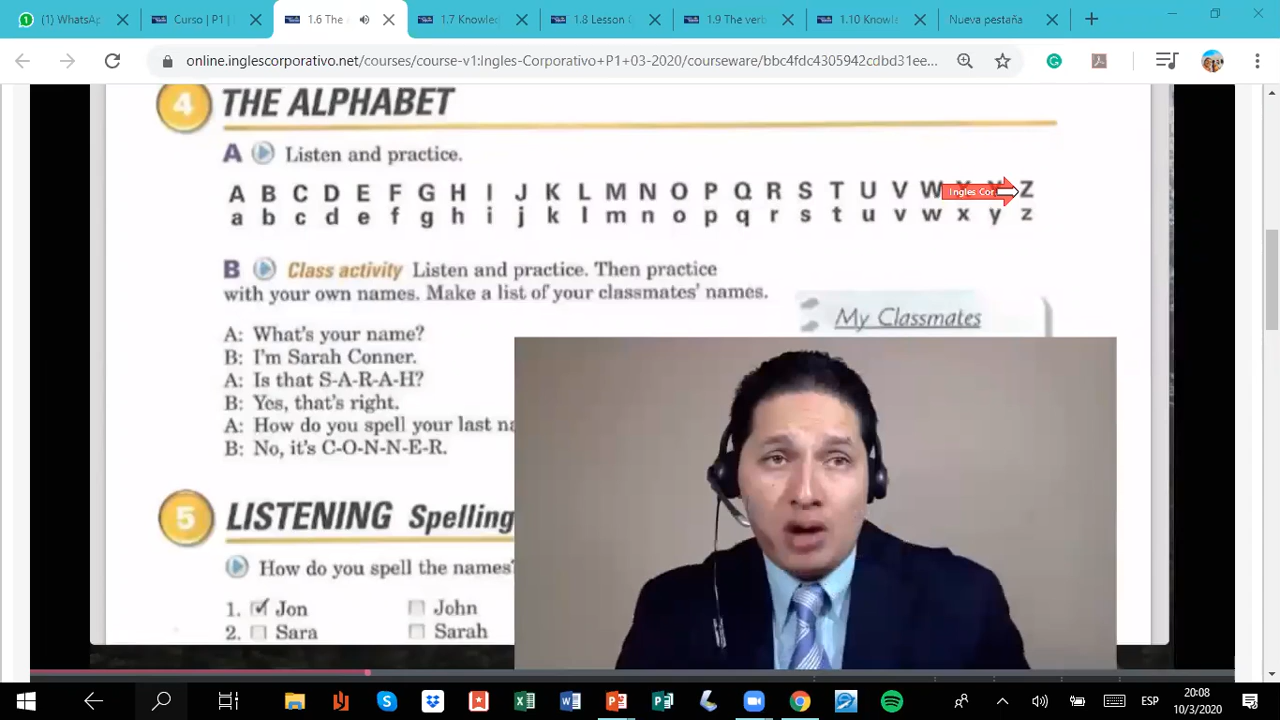 (1) WhatsA
Curso | P1 |
1.6 The
1.7 Knowled
1.8 Lesson
1.9 The verb
1.10 Knowle
Nueva pestaña
online.inglescorporativo.net/courses/course-v1:Ingles-Corporativo+P1+03-2020/courseware/bbc4fdc4305942cdbd31ee...
4 THE ALPHABET
A Listen and practice.
A B C D E F G H I J K L M N O P Q R S T U V W Z
Ingles Cor
a b c d e f g h i j k l m n o p q r s t u v w x y z
B Class activity Listen and practice. Then practice
with your own names. Make a list of your classmates' names.
My Classmates
A: What's your name?
B: I'm Sarah Conner.
A: Is that S-A-R-A-H?
B: Yes, that's right.
A: How do you spell your last na
B: No, it's C-O-N-N-E-R.
5 LISTENING Spelling
How do you spell the names?
1. Jon John
2. Sara Sarah
ESP
20:08
10/3/2020